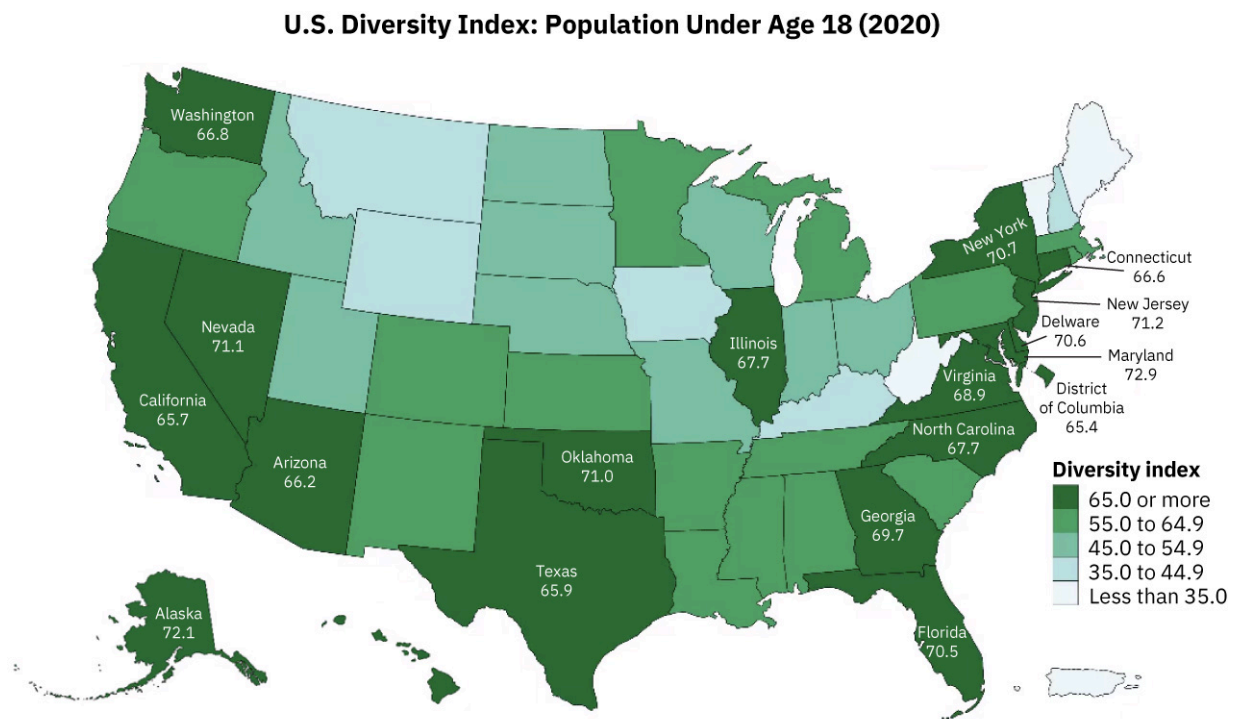 U.S. Diversity Index: Population Under Age 18 (2020)
Washington
66.8
New York
70.7
Connecticut
66.6
New Jersey
71.2
Delware
70.6
Maryland
72.9
District
of Columbia
65.4
Nevada
71.1
Illinois
67.7
Virginia
68.9
California
65.7
North Carolina
67.7
Arizona
66.2
Oklahoma
71.0
Georgia
69.7
Texas
65.9
Alaska
72.1
Florida
70.5
Diversity index
65.0 or more
55.0 to 64.9
45.0 to 54.9
35.0 to 44.9
Less than 35.0